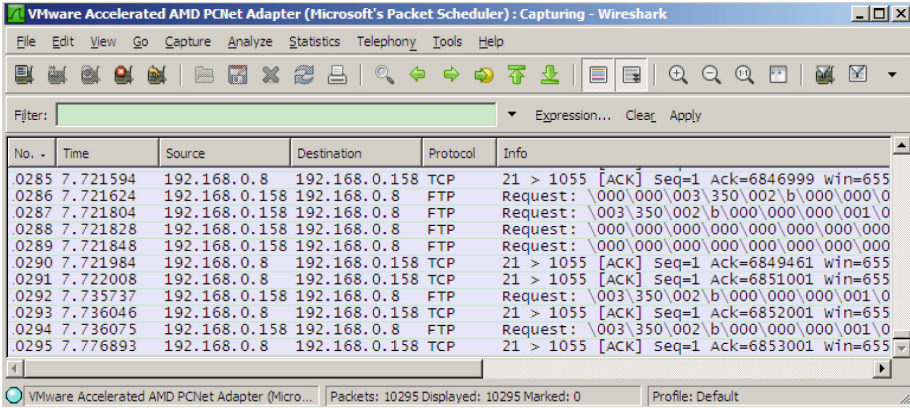 VMware Accelerated AMD PCNet Adapter (Microsoft's Packet Scheduler) : Capturing - Wireshark
File Edit View Go Capture Analyze Statistics Telephony Tools Help
Filter: Expression... Clear Apply
No. Time Source Destination Protocol Info
.0285 7.721594 192.168.0.8 192.168.0.158 TCP 21 > 1055 [ACK] Seq=1 Ack=6846999 Win=655
.0286 7.721624 192.168.0.158 192.168.0.8 FTP Request: \000\000\003\350\002\b\000\000\0
.0287 7.721804 192.168.0.158 192.168.0.8 FTP Request: \003\350\002\b\000\000\000\001\0
.0288 7.721828 192.168.0.158 192.168.0.8 FTP Request: \000\000\000\000\000\000\000\000
.0289 7.721848 192.168.0.158 192.168.0.8 FTP Request: \000\000\000\000\000\000\000\000
.0290 7.721984 192.168.0.8 192.168.0.158 TCP 21 > 1055 [ACK] Seq=1 Ack=6849461 Win=655
.0291 7.722008 192.168.0.8 192.168.0.158 TCP 21 > 1055 [ACK] Seq=1 Ack=6851001 Win=655
.0292 7.735737 192.168.0.158 192.168.0.8 FTP Request: \003\350\002\b\000\000\000\001\0
.0293 7.736046 192.168.0.8 192.168.0.158 TCP 21 > 1055 [ACK] Seq=1 Ack=6852001 Win=655
.0294 7.736075 192.168.0.158 192.168.0.8 FTP Request: \003\350\002\b\000\000\000\001\0
.0295 7.776893 192.168.0.8 192.168.0.158 TCP 21 > 1055 [ACK] Seq=1 Ack=6853001 Win=655
VMware Accelerated AMD PCNet Adapter (Micro... Packets: 10295 Displayed: 10295 Marked: 0 Profile: Default